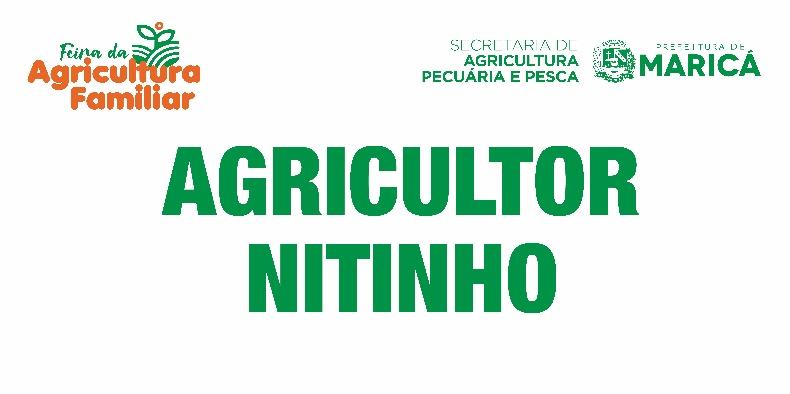 Feira da
Agricultura
Familiar
SECRETARIA DE
AGRICULTURA
PECUÁRIA E PESCA
PREFEITURA DE
MARICÁ
AGRICULTOR
NITINHO